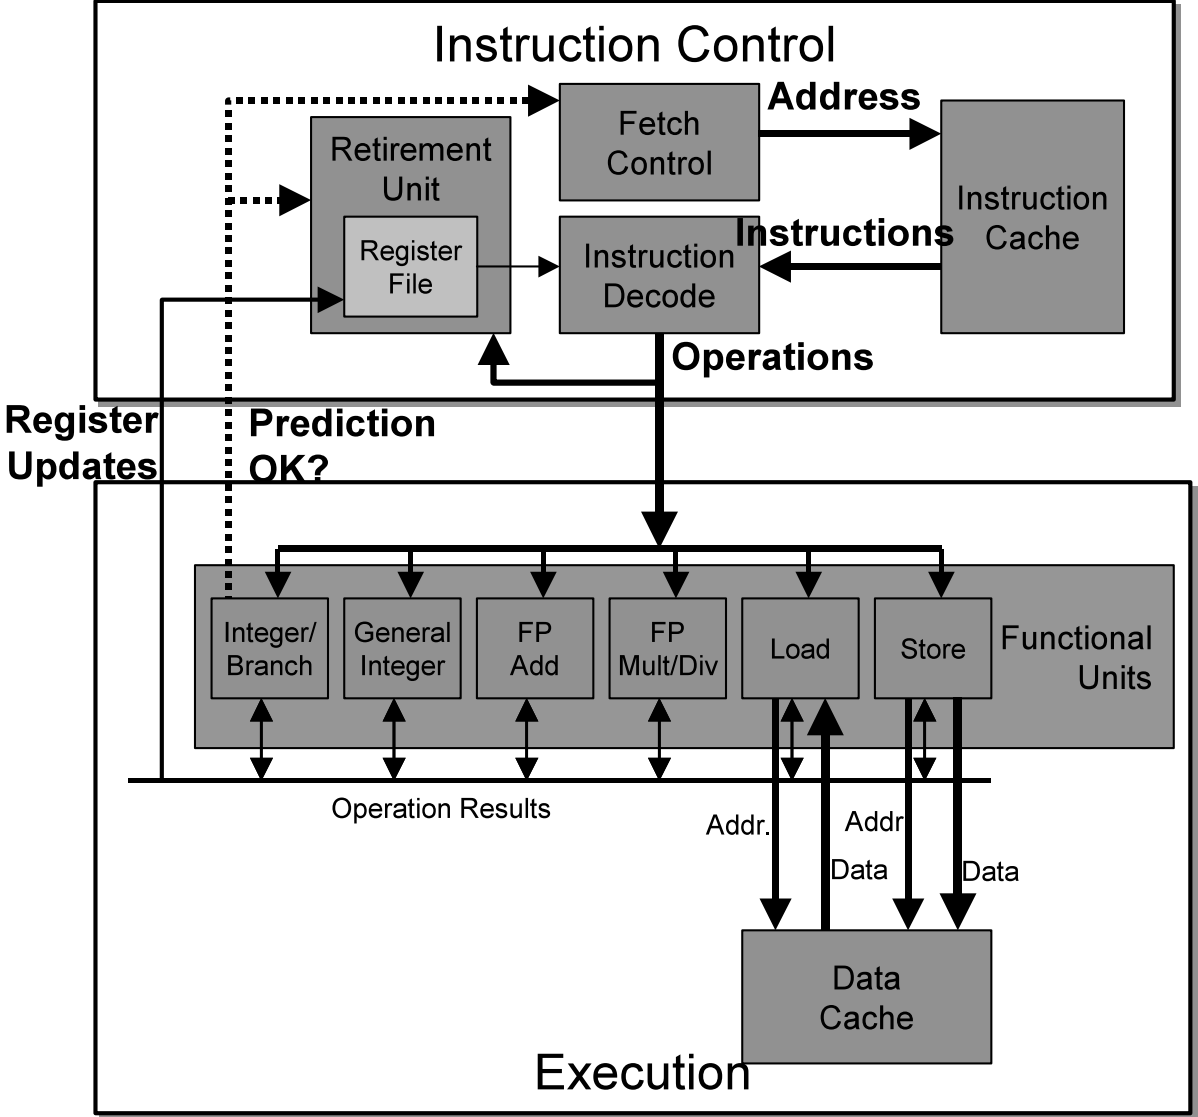 Instruction Control
Address
Fetch
Control
Retirement
Unit
Instruction
Cache
Register
File
Instructions
Instruction
Decode
Operations
Register
Updates
Prediction
OK?
Integer/
Branch
General
Integer
FP
Add
FP
Mult/Div
Load
Store
Functional
Units
Operation Results
Addr.
Addr
Data
Data
Data
Cache
Execution